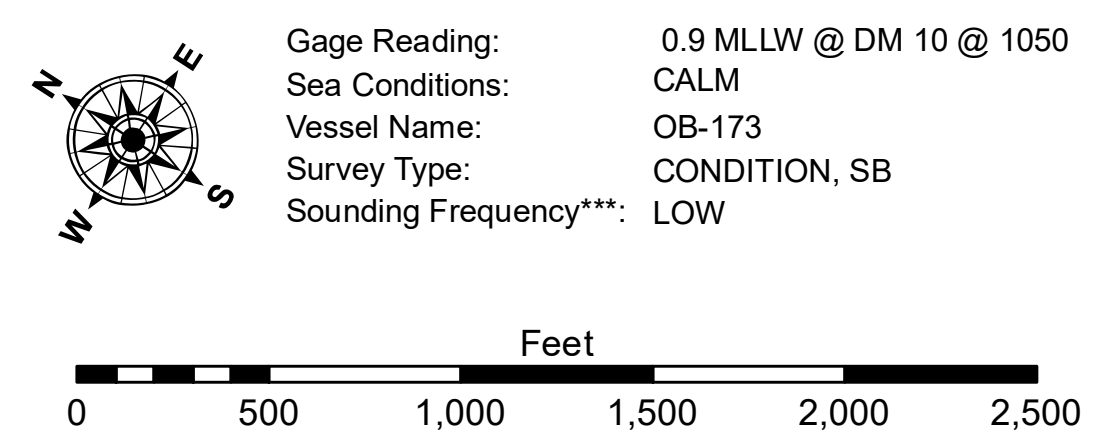 N
E
W
S
Gage Reading: 0.9 MLLW @ DM 10 @ 1050
Sea Conditions: CALM
Vessel Name: OB-173
Survey Type: CONDITION, SB
Sounding Frequency***: LOW
Feet
0 500 1,000 1,500 2,000 2,500